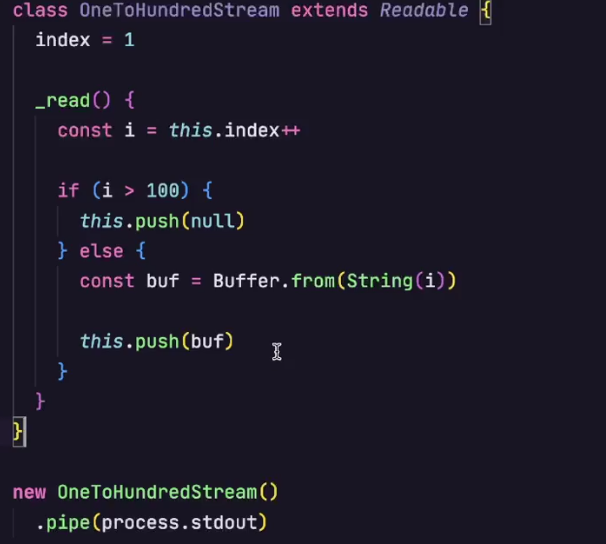 class OneToHundredStream extends Readable {
index = 1
_read() {
const i = this.index++
if (i > 100) {
this.push(null)
} else {
const buf = Buffer.from(String(i))
this.push(buf)
}
}
}
new OneToHundredStream()
.pipe(process.stdout)